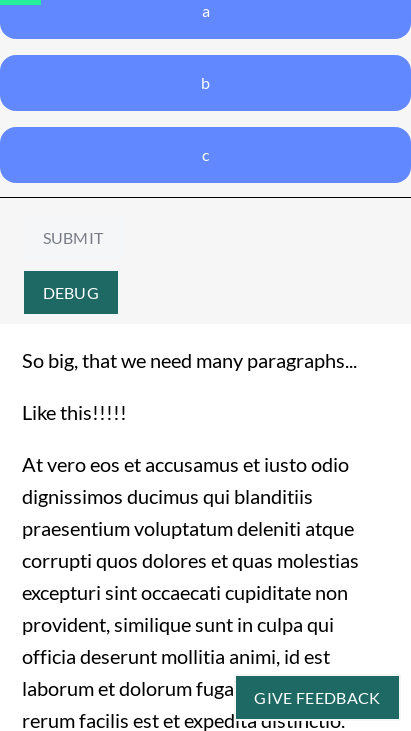 a
b
c
SUBMIT
DEBUG
So big, that we need many paragraphs...
Like this!!!!!
At vero eos et accusamus et iusto odio
dignissimos ducimus qui blanditiis
praesentium voluptatum deleniti atque
corrupti quos dolores et quas molestias
excepturi sint occaecati cupiditate non
provident, similique sunt in culpa qui
officia deserunt mollitia animi, id est
laborum et dolorum fuga
GIVE FEEDBACK
rerum facilis est et expedita distinctio.